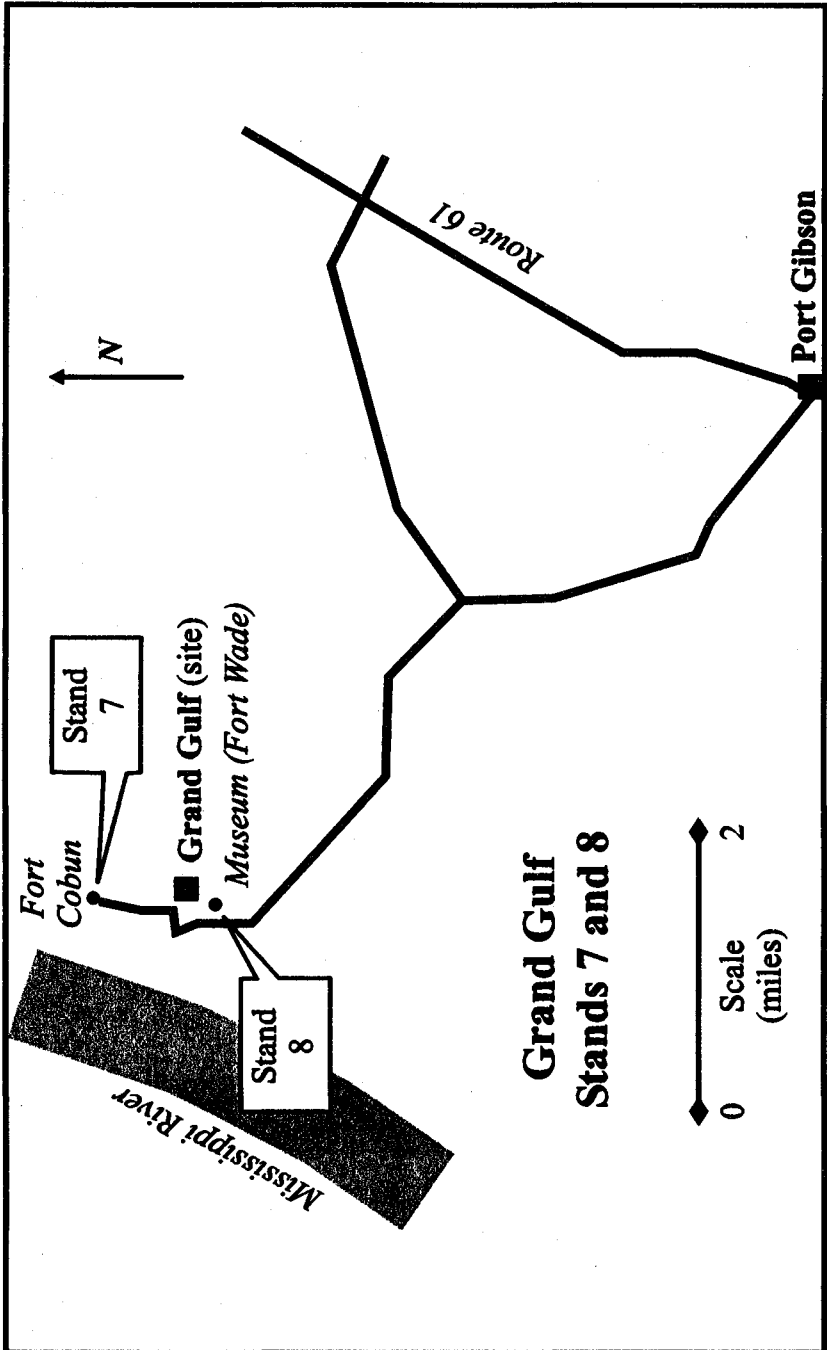 Fort
Cobun
Stand
7
N
Grand Gulf (site)
Museum (Fort Wade)
Route 61
Mississippi River
Stand
8
Grand Gulf
Stands 7 and 8
0
2
Scale
(miles)
Port Gibson